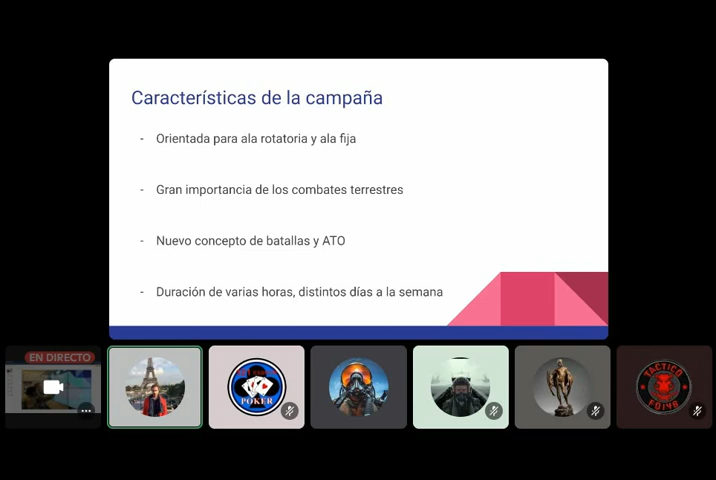 Características de la campaña
- Orientada para ala rotatoria y ala fija
- Gran importancia de los combates terrestres
- Nuevo concepto de batallas y ATO
- Duración de varias horas, distintos días a la semana
EN DIRECTO
POKER
TACTICO